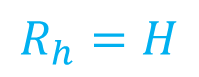 R_h = H